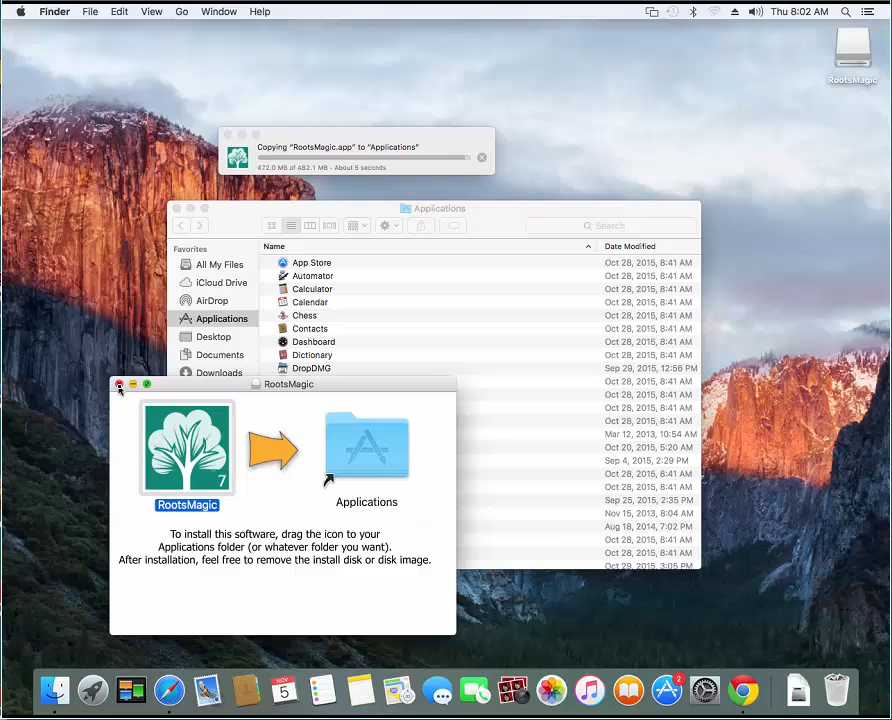 Finder File Edit View Go Window Help Thu 8:02 AM
RootsMagic
Copying “RootsMagic.app” to “Applications”
472.0 MB of 482.1 MB - About 5 seconds
Applications
Search
Favorites
All My Files
iCloud Drive
AirDrop
Applications
Desktop
Documents
Downloads
Name Date Modified
App Store Oct 28, 2015, 8:41 AM
Automator Oct 28, 2015, 8:41 AM
Calculator Oct 28, 2015, 8:41 AM
Calendar Oct 28, 2015, 8:41 AM
Chess Oct 28, 2015, 8:41 AM
Contacts Oct 28, 2015, 8:41 AM
Dashboard Oct 28, 2015, 8:41 AM
Dictionary Oct 28, 2015, 8:41 AM
DropDMG Sep 29, 2015, 12:56 PM
Oct 28, 2015, 8:41 AM
Oct 28, 2015, 8:41 AM
Oct 28, 2015, 8:41 AM
Oct 28, 2015, 8:41 AM
Mar 12, 2013, 10:54 AM
Oct 20, 2015, 5:20 AM
Sep 4, 2015, 2:29 PM
Oct 28, 2015, 8:41 AM
Oct 28, 2015, 8:41 AM
Sep 25, 2015, 2:35 PM
Nov 15, 2013, 8:04 AM
Aug 18, 2014, 7:02 PM
Oct 28, 2015, 8:41 AM
Oct 28, 2015, 8:41 AM
Oct 29, 2015, 3:05 PM
RootsMagic
7
RootsMagic
Applications
To install this software, drag the icon to your
Applications folder (or whatever folder you want).
After installation, feel free to remove the install disk or disk image.
NOV
5
2